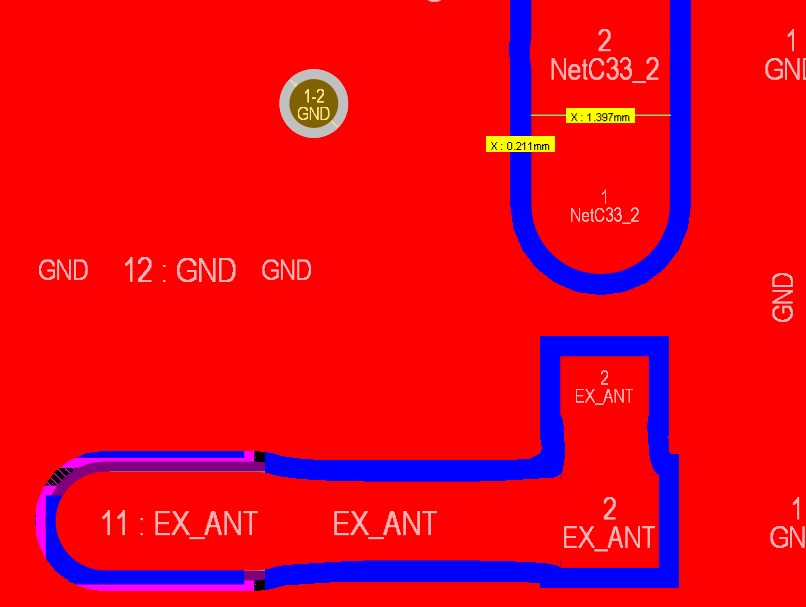 2
NetC33_2
1
GND
1-2
GND
X : 1.397mm
X : 0.211mm
1
NetC33_2
GND
12 : GND
GND
GND
2
EX_ANT
11 : EX_ANT
EX_ANT
2
EX_ANT
1
GN